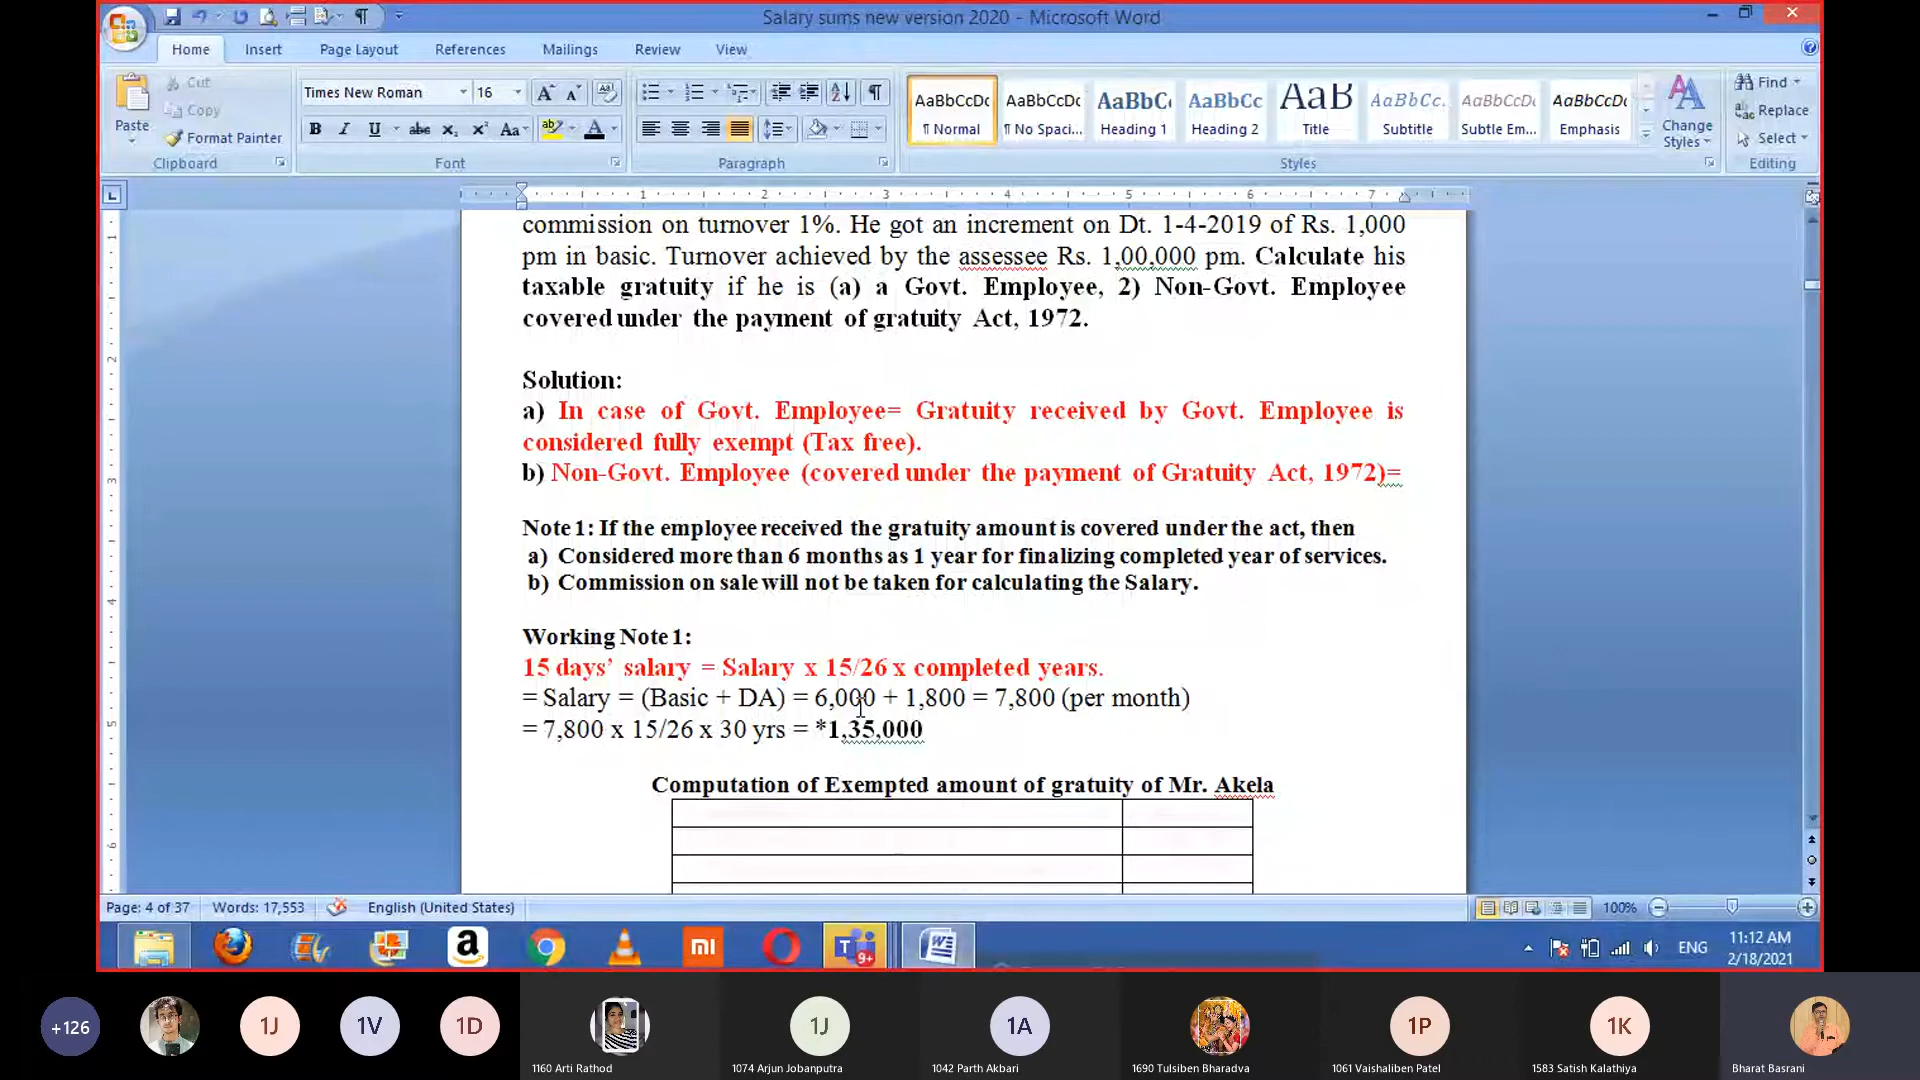 Salary sums new version 2020 - Microsoft Word
Home Insert Page Layout References Mailings Review View
Paste
Cut
Copy
Format Painter
Clipboard
Times New Roman 16
Font
Paragraph
AaBbCcDc AaBbCcDc AaBbC AaBbCc AaB AaBbCc. AaBbCcDc AaBbCcDc
¶ Normal ¶ No Spaci... Heading 1 Heading 2 Title Subtitle Subtle Em... Emphasis
Change Styles
Styles
Find
Replace
Select
Editing
1 2 3 4 5 6 7
commission on turnover 1%. He got an increment on Dt. 1-4-2019 of Rs. 1,000
pm in basic. Turnover achieved by the assessee Rs. 1,00,000 pm. Calculate his
taxable gratuity if he is (a) a Govt. Employee, 2) Non-Govt. Employee
covered under the payment of gratuity Act, 1972.
Solution:
a) In case of Govt. Employee= Gratuity received by Govt. Employee is
considered fully exempt (Tax free).
b) Non-Govt. Employee (covered under the payment of Gratuity Act, 1972)=
Note 1: If the employee received the gratuity amount is covered under the act, then
a) Considered more than 6 months as 1 year for finalizing completed year of services.
b) Commission on sale will not be taken for calculating the Salary.
Working Note 1:
15 days’ salary = Salary x 15/26 x completed years.
= Salary = (Basic + DA) = 6,000 + 1,800 = 7,800 (per month)
= 7,800 x 15/26 x 30 yrs = *1,35,000
Computation of Exempted amount of gratuity of Mr. Akela
Page: 4 of 37 Words: 17,553 English (United States) 100%
9+
ENG
11:12 AM
2/18/2021
+126 1J 1V 1D 1J 1A 1P 1K
1160 Arti Rathod 1074 Arjun Jobanputra 1042 Parth Akbari 1690 Tulsiben Bharadva 1061 Vaishaliben Patel 1583 Satish Kalathiya Bharat Basrani